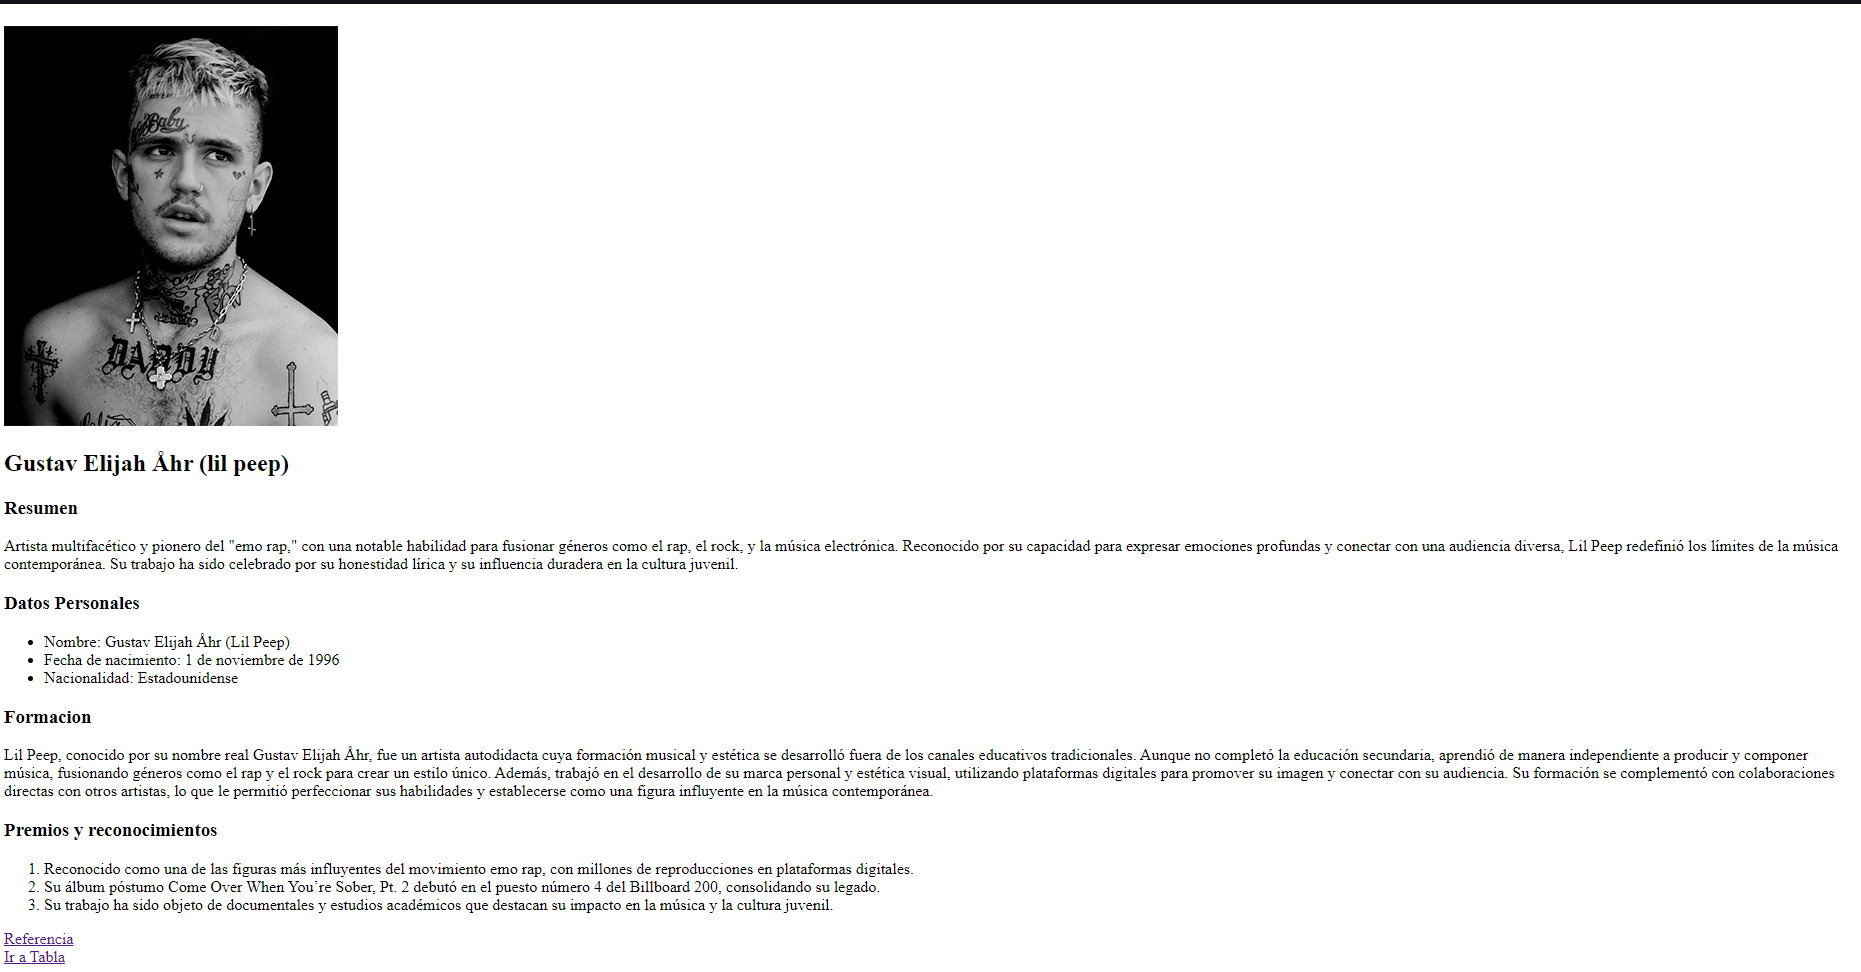 Baby
DADDY
Gustav Elijah Åhr (lil peep)
Resumen
Artista multifacético y pionero del "emo rap," con una notable habilidad para fusionar géneros como el rap, el rock, y la música electrónica. Reconocido por su capacidad para expresar emociones profundas y conectar con una audiencia diversa, Lil Peep redefinió los límites de la música
contemporánea. Su trabajo ha sido celebrado por su honestidad lírica y su influencia duradera en la cultura juvenil.
Datos Personales
• Nombre: Gustav Elijah Åhr (Lil Peep)
• Fecha de nacimiento: 1 de noviembre de 1996
• Nacionalidad: Estadounidense
Formacion
Lil Peep, conocido por su nombre real Gustav Elijah Åhr, fue un artista autodidacta cuya formación musical y estética se desarrolló fuera de los canales educativos tradicionales. Aunque no completó la educación secundaria, aprendió de manera independiente a producir y componer
música, fusionando géneros como el rap y el rock para crear un estilo único. Además, trabajó en el desarrollo de su marca personal y estética visual, utilizando plataformas digitales para promover su imagen y conectar con su audiencia. Su formación se complementó con colaboraciones
directas con otros artistas, lo que le permitió perfeccionar sus habilidades y establecerse como una figura influyente en la música contemporánea.
Premios y reconocimientos
1. Reconocido como una de las figuras más influyentes del movimiento emo rap, con millones de reproducciones en plataformas digitales.
2. Su álbum póstumo Come Over When You’re Sober, Pt. 2 debutó en el puesto número 4 del Billboard 200, consolidando su legado.
3. Su trabajo ha sido objeto de documentales y estudios académicos que destacan su impacto en la música y la cultura juvenil.
Referencia
Ir a Tabla